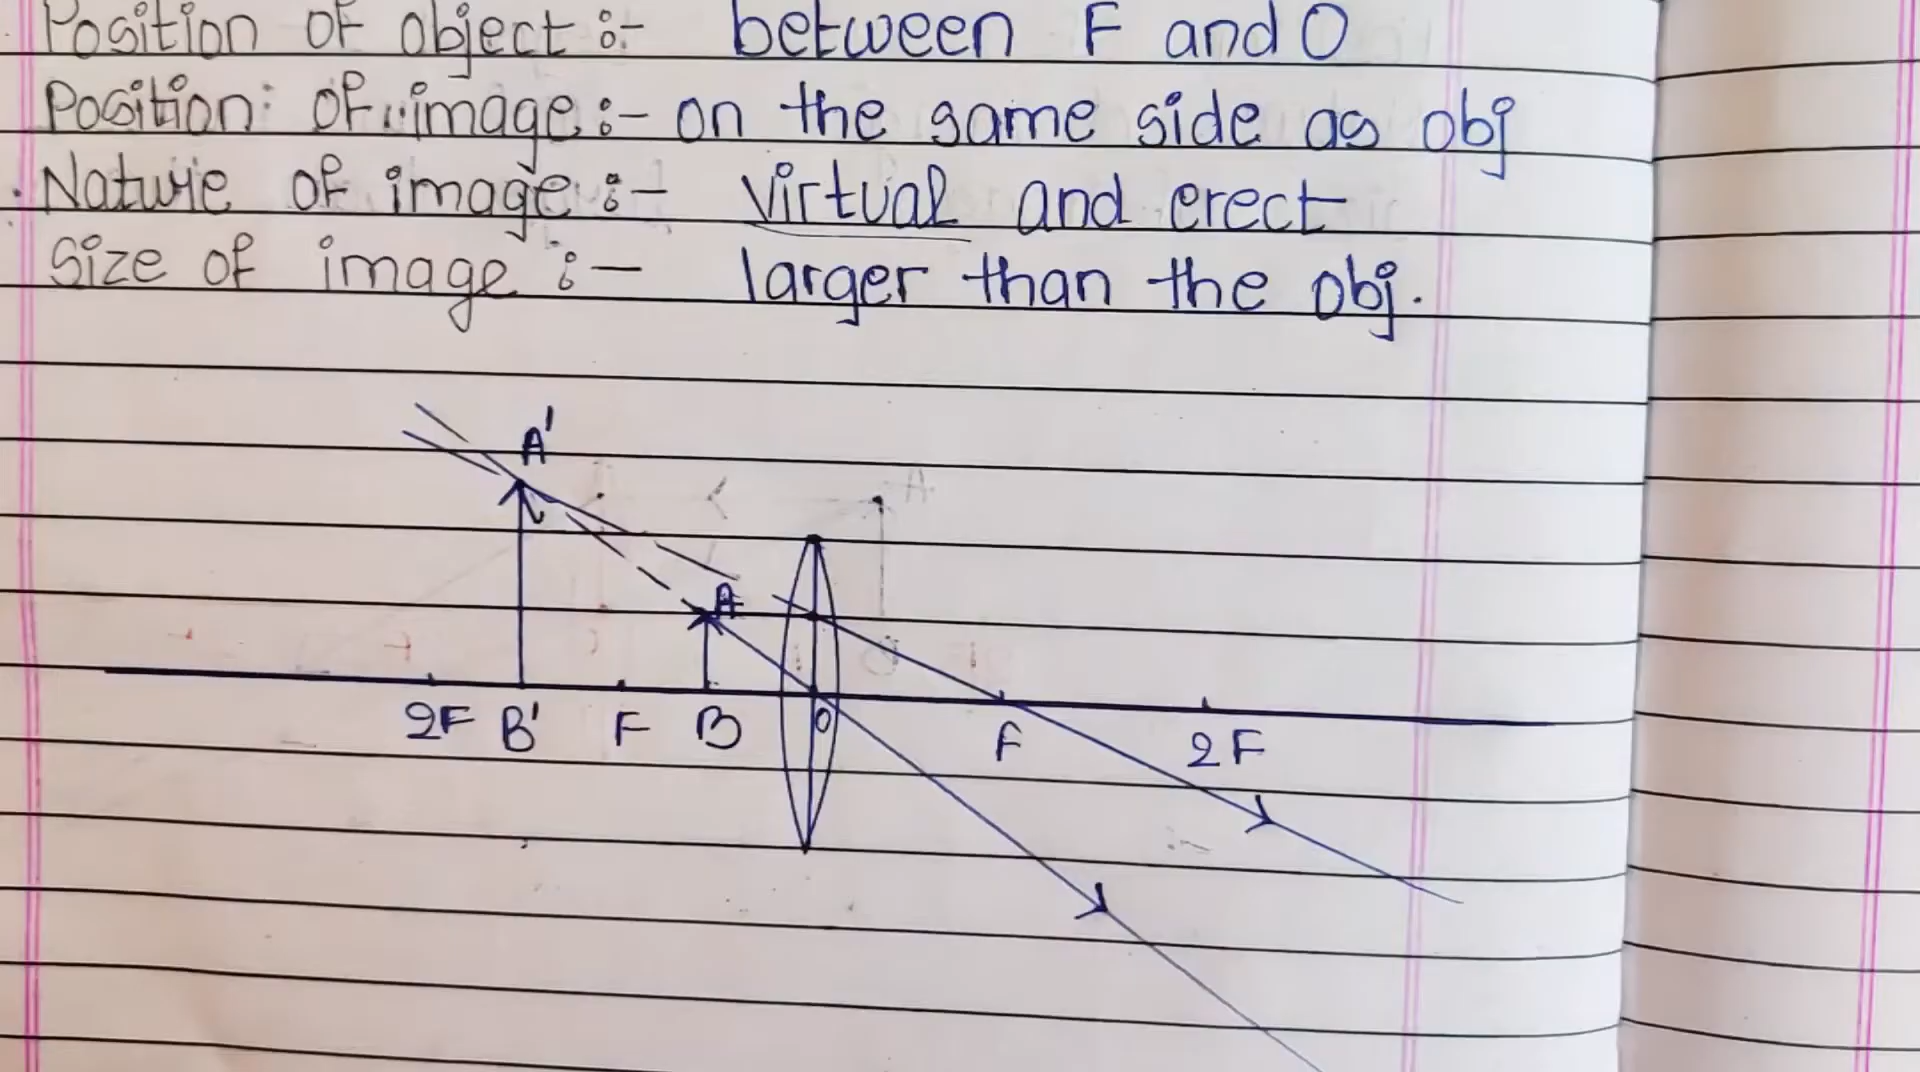 Position of object :- between F and O
Position: of image :- on the same side as obj
Nature of image :- virtual and erect
Size of image :- larger than the obj.
A'
A
2F B' F B O F 2F